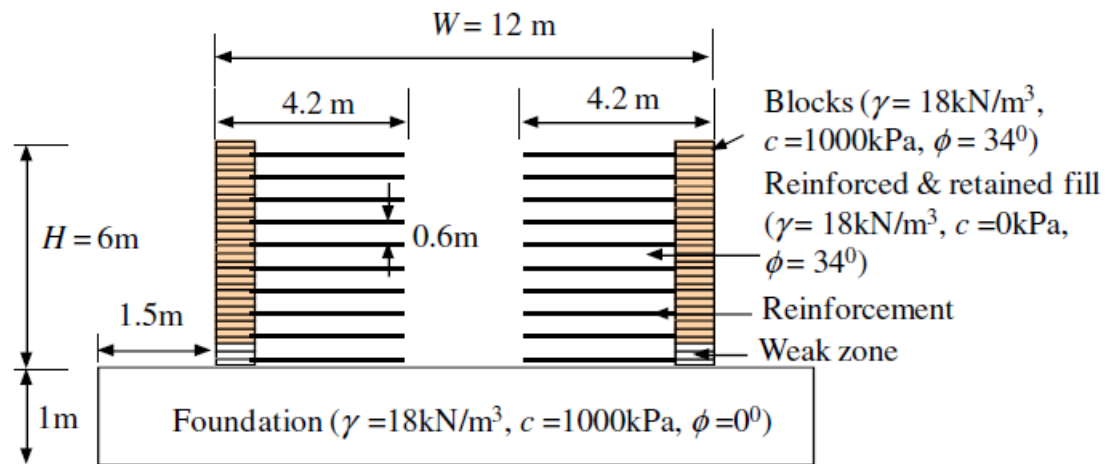 W = 12 m
4.2 m
4.2 m
Blocks (γ = 18kN/m³,
c =1000kPa, ϕ = 34⁰)
Reinforced & retained fill
(γ = 18kN/m³, c =0kPa,
ϕ = 34⁰)
H = 6m
0.6m
Reinforcement
1.5m
Weak zone
1m
Foundation (γ =18kN/m³, c =1000kPa, ϕ =0⁰)